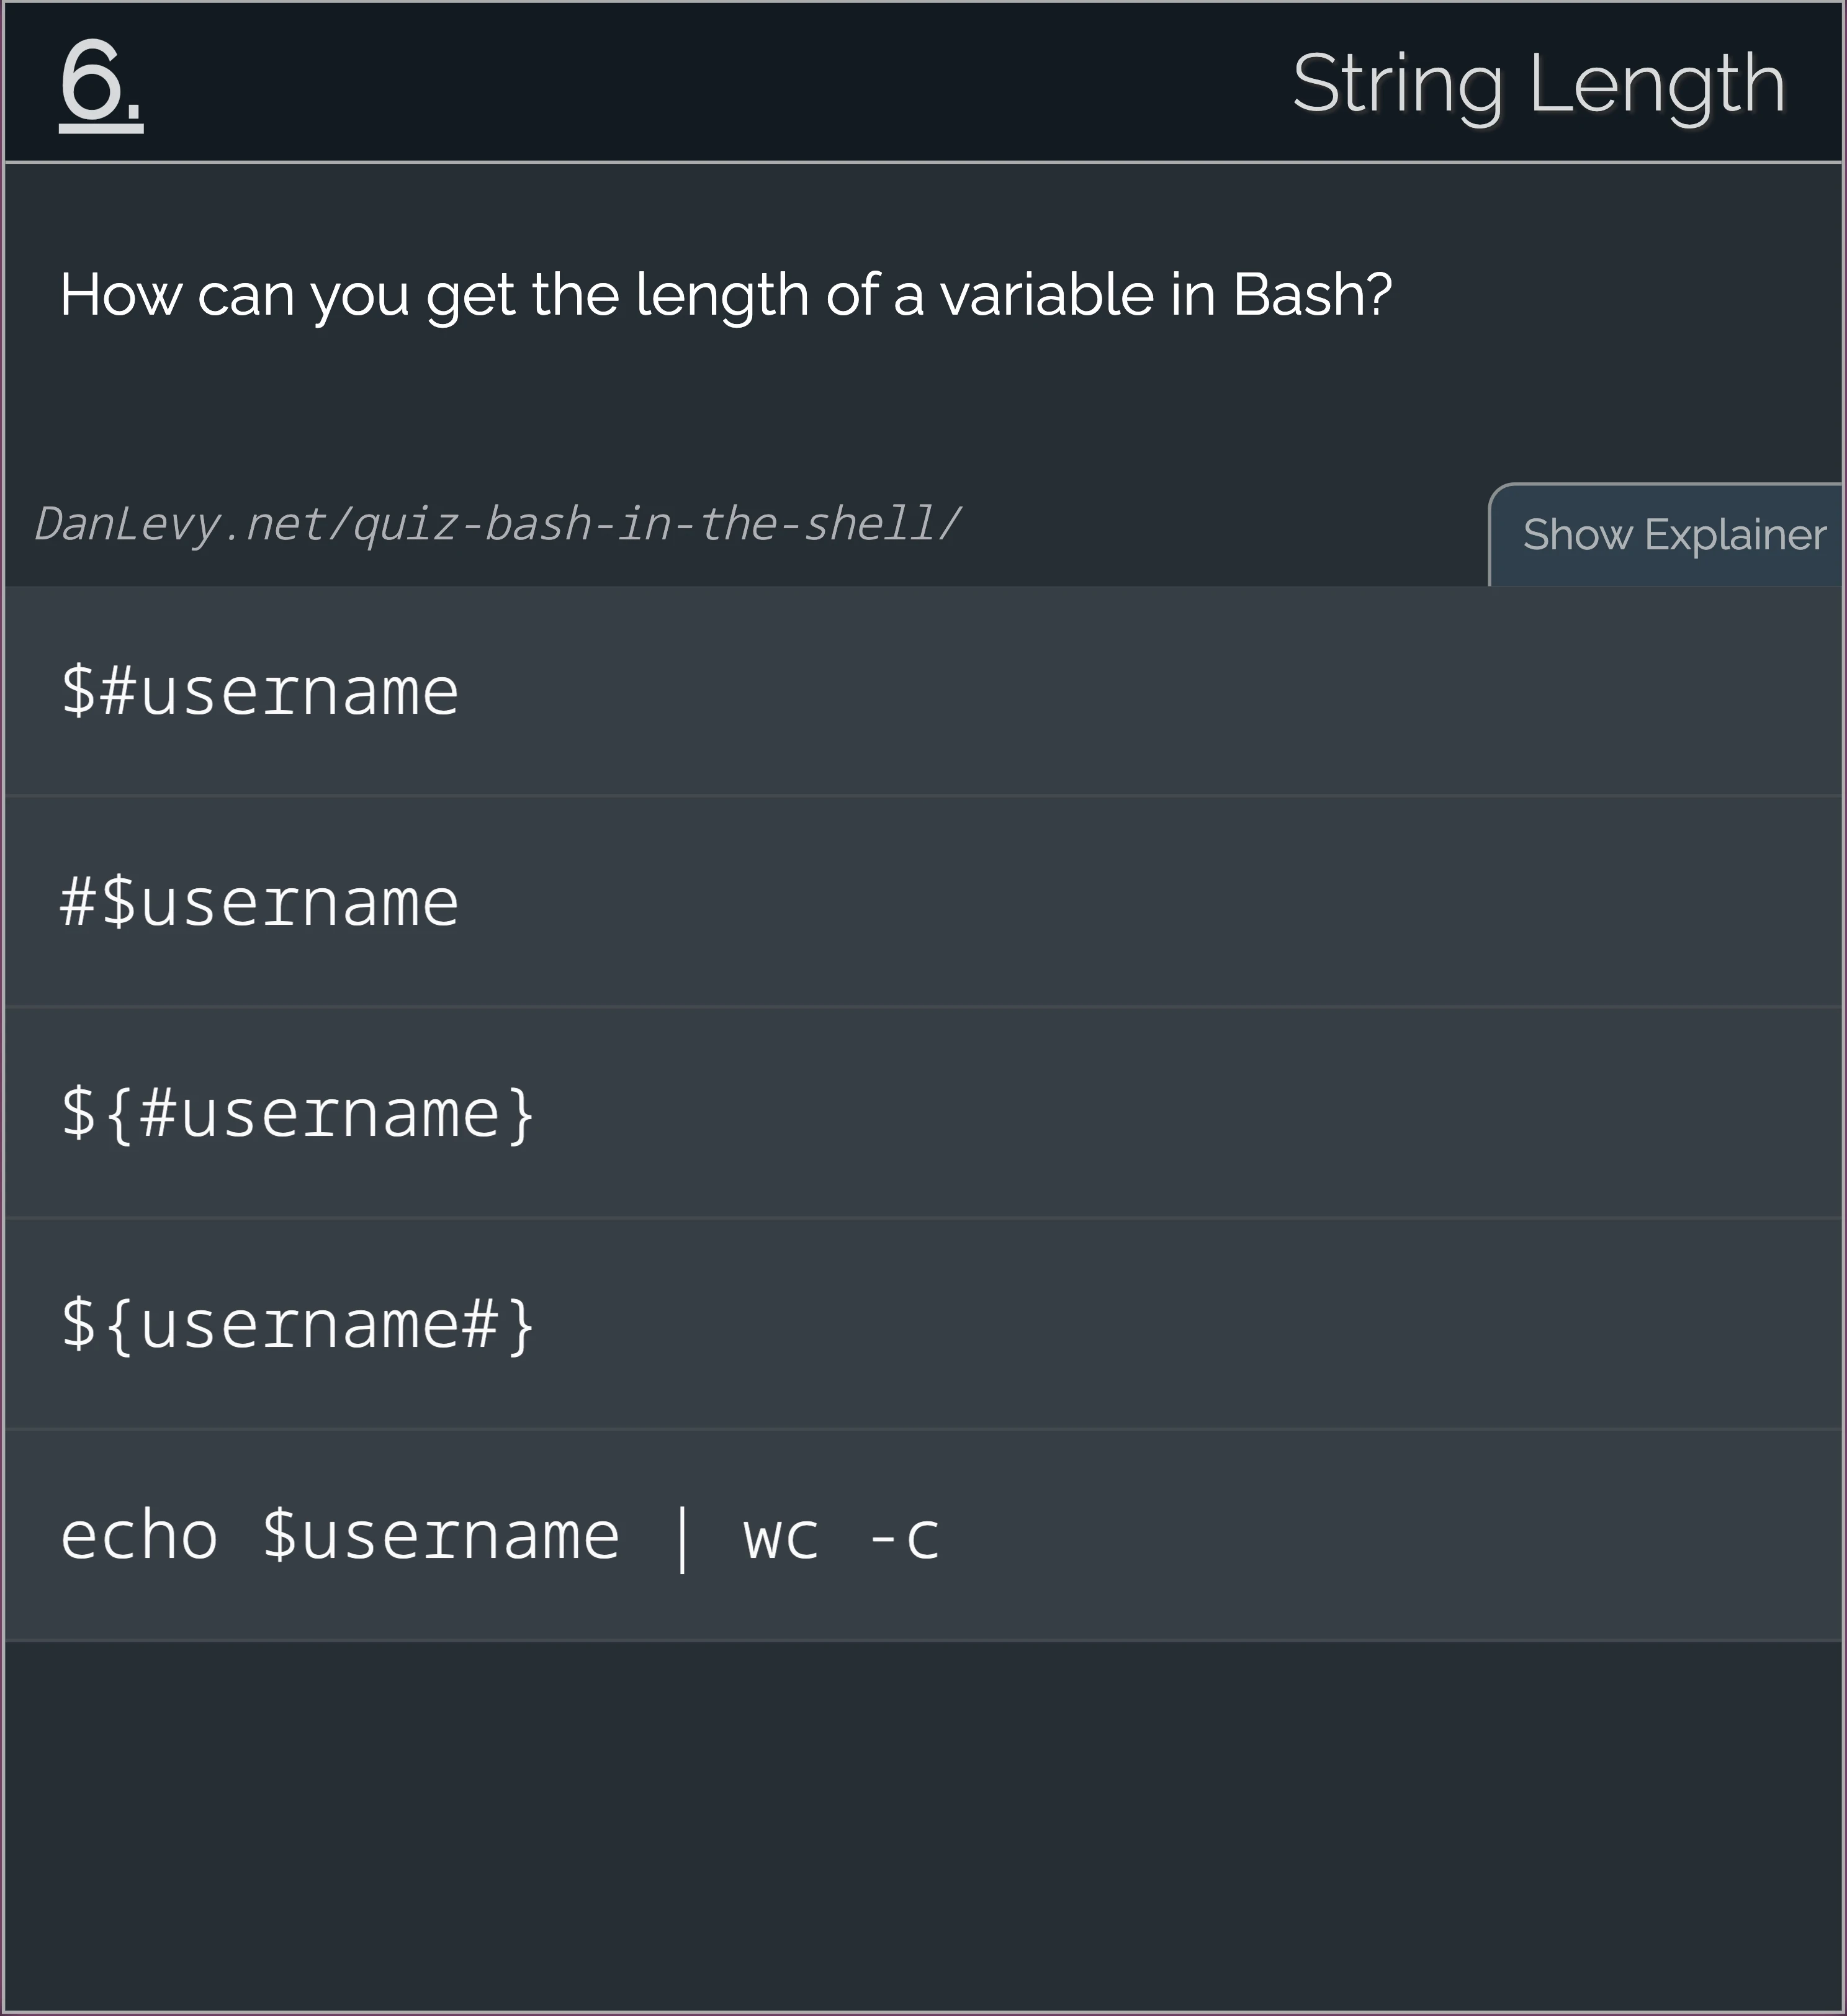 6.
String Length
How can you get the length of a variable in Bash?
DanLevy.net/quiz-bash-in-the-shell/
Show Explainer
$#username
#$username
${#username}
${username#}
echo $username | wc -c